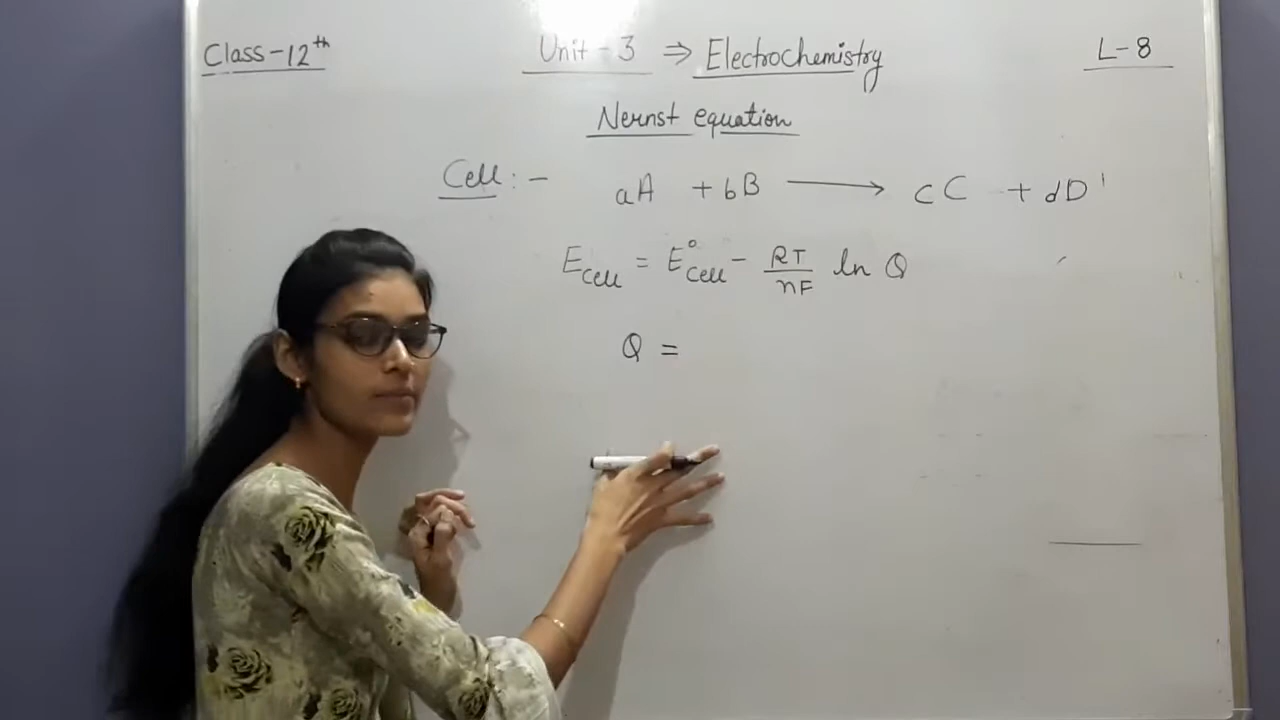 Class-12th Unit-3 ⇒ Electrochemistry L-8
Nernst equation
Cell:- aA + bB ⟶ cC + dD
E_cell = E°_cell - RT/nF ln Q
Q =